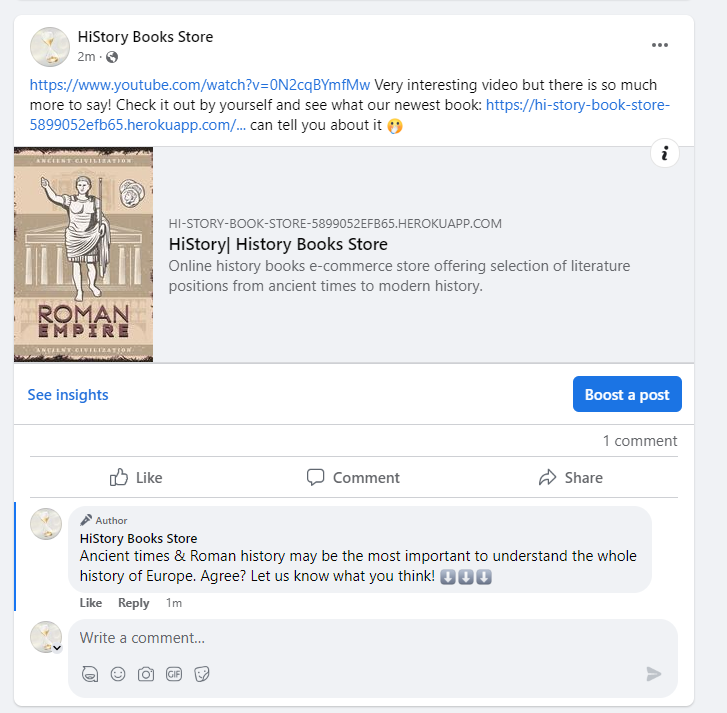 HiStory Books Store
2m ·
https://www.youtube.com/watch?v=0N2cqBYmfMw Very interesting video but there is so much
more to say! Check it out by yourself and see what our newest book: https://hi-story-book-store-
5899052efb65.herokuapp.com/... can tell you about it 🤭
ANCIENT CIVILIZATION
ROMAN
EMPIRE
ANCIENT CIVILIZATION
HI-STORY-BOOK-STORE-5899052EFB65.HEROKUAPP.COM
HiStory| History Books Store
Online history books e-commerce store offering selection of literature
positions from ancient times to modern history.
See insights
Boost a post
1 comment
Like Comment Share
Author
HiStory Books Store
Ancient times & Roman history may be the most important to understand the whole
history of Europe. Agree? Let us know what you think! ⬇️⬇️⬇️
Like Reply 1m
Write a comment...
GIF